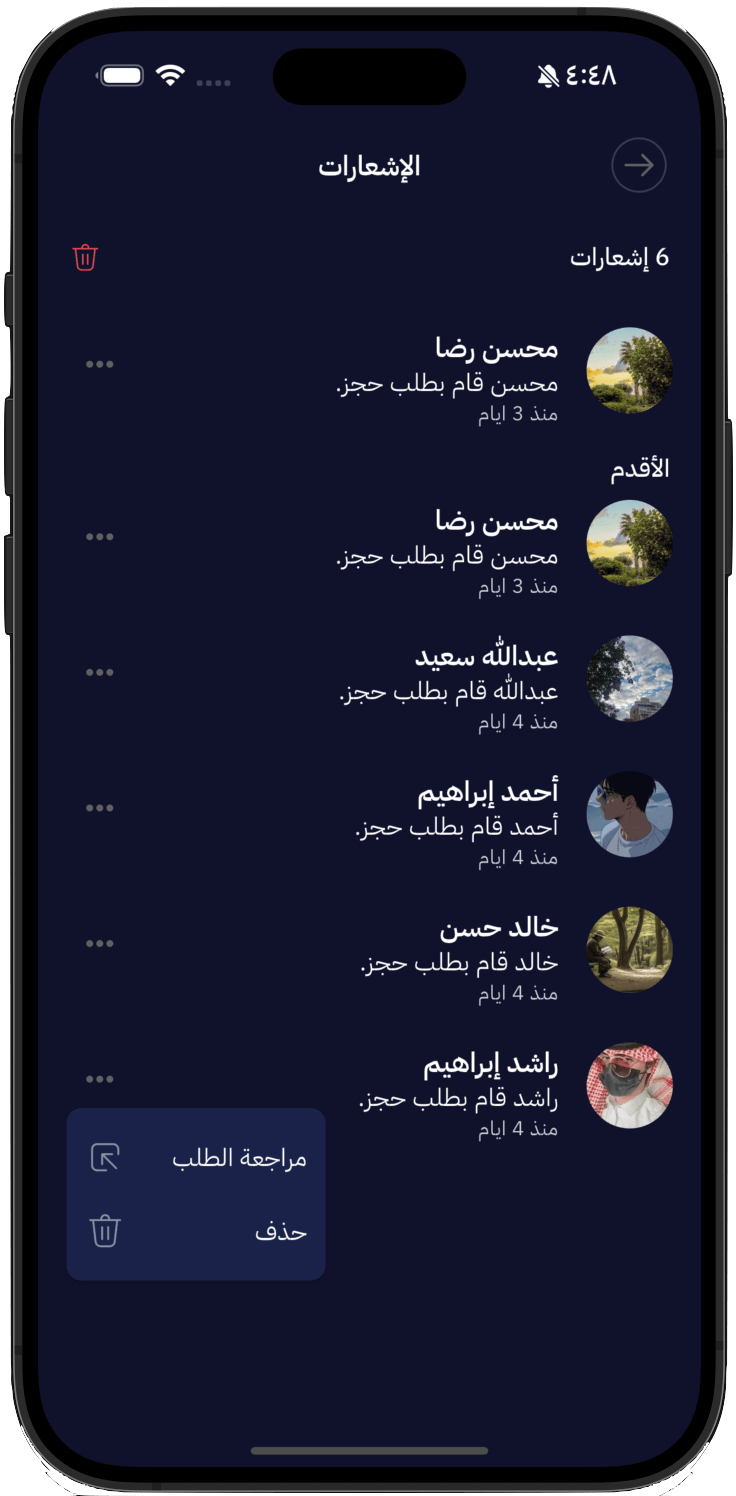 ٤:٤٨
الإشعارات
6 إشعارات
محسن رضا
محسن قام بطلب حجز.
منذ 3 ايام
الأقدم
محسن رضا
محسن قام بطلب حجز.
منذ 3 ايام
عبدالله سعيد
عبدالله قام بطلب حجز.
منذ 4 ايام
أحمد إبراهيم
أحمد قام بطلب حجز.
منذ 4 ايام
خالد حسن
خالد قام بطلب حجز.
منذ 4 ايام
راشد إبراهيم
راشد قام بطلب حجز.
منذ 4 ايام
مراجعة الطلب
حذف